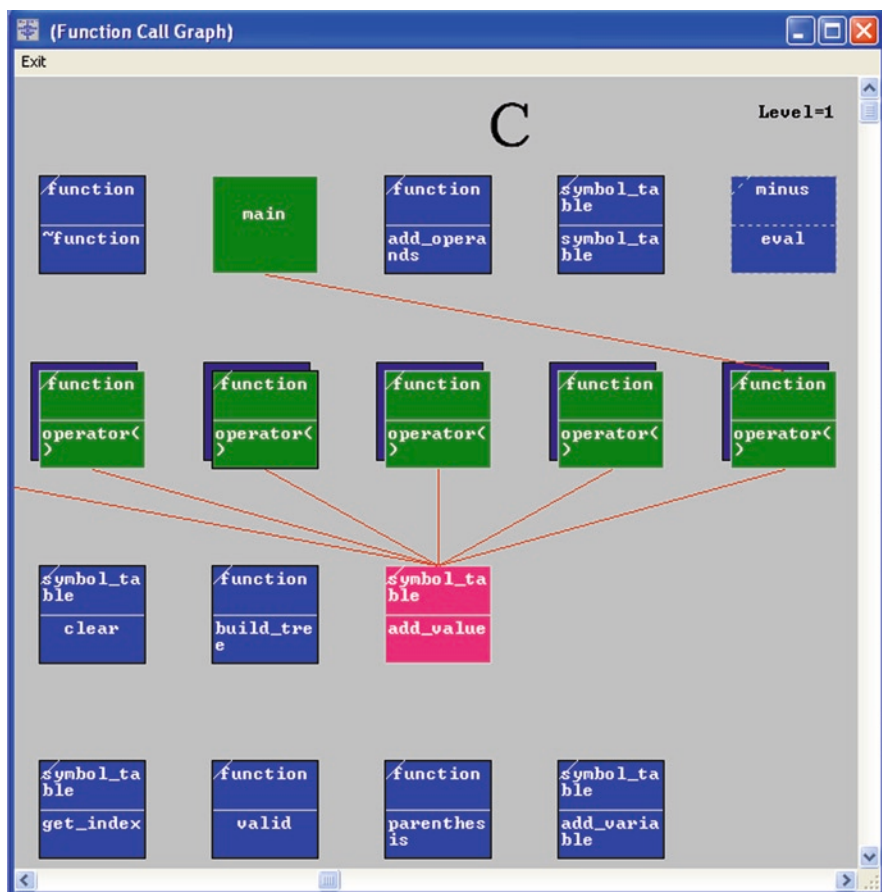 (Function Call Graph)
Exit
C
Level=1
function
~function
main
function
add_opera
nds
symbol_ta
ble
symbol_table
minus
eval
function
operator(
)
function
operator(
)
function
operator(
)
function
operator(
)
function
operator(
)
symbol_ta
ble
clear
function
build_tre
e
symbol_ta
ble
add_value
symbol_ta
ble
get_index
function
valid
function
parenthes
is
symbol_ta
ble
add_varia
ble